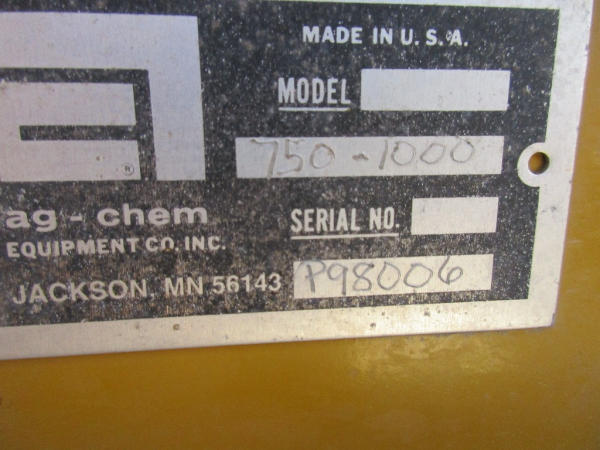 MADE IN U.S.A.
MODEL
750-1000
®
ag-chem
EQUIPMENT CO. INC.
JACKSON, MN 56143
SERIAL NO.
P98006